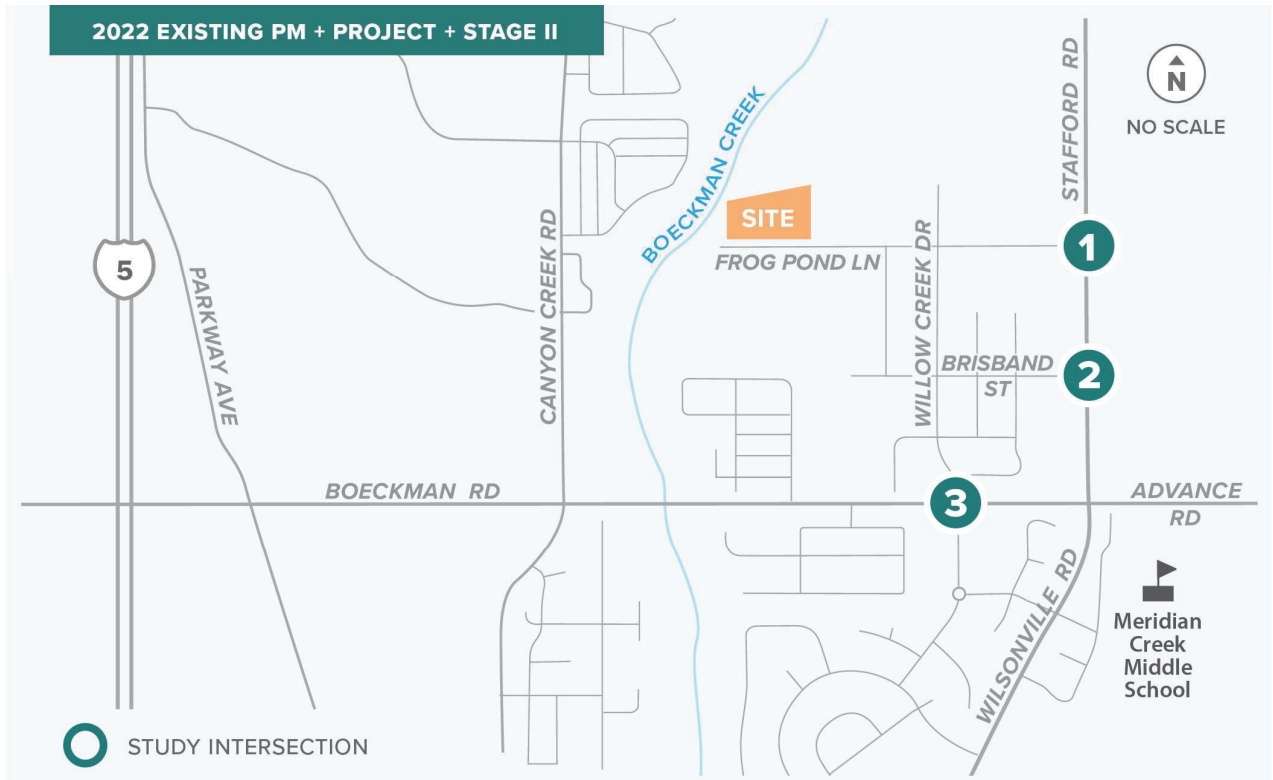 2022 EXISTING PM + PROJECT + STAGE II
N
NO SCALE
STAFFORD RD
BOECKMAN CREEK
SITE
FROG POND LN
1
5
PARKWAY AVE
CANYON CREEK RD
WILLOW CREEK DR
BRISBAND
ST
2
BOECKMAN RD
3
ADVANCE
RD
WILSONVILLE RD
Meridian
Creek
Middle
School
STUDY INTERSECTION